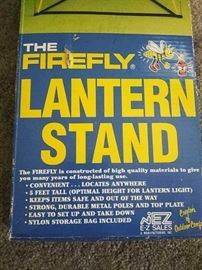 THE
FIREFLY®
LANTERN
STAND
The FIREFLY is constructed of high quality materials to give
you many years of long-lasting use.
• CONVENIENT . . . LOCATES ANYWHERE
• 5 FEET TALL (OPTIMAL HEIGHT FOR LANTERN LIGHT)
• KEEPS ITEMS SAFE AND OUT OF THE WAY
• STRONG, DURABLE METAL POLES AND TOP PLATE
• EASY TO SET UP AND TAKE DOWN
• NYLON STORAGE BAG INCLUDED
EZ
E-Z SALES
& MANUFACTURING, INC.
Outdoor